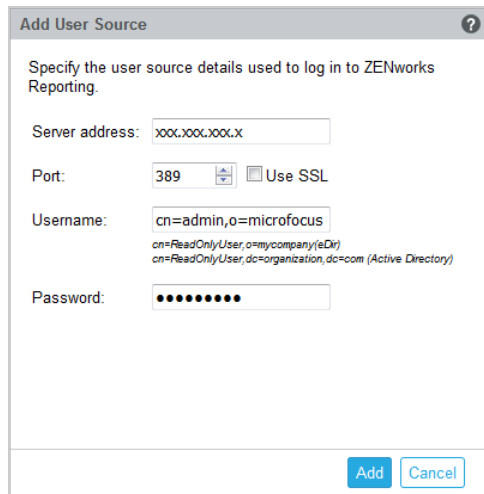 Add User Source ?
Specify the user source details used to log in to ZENworks
Reporting.
Server address: xxx.xxx.xxx.x
Port: 389 Use SSL
Username: cn=admin,o=microfocus
cn=ReadOnlyUser,o=mycompany(eDir)
cn=ReadOnlyUser,dc=organization,dc=com (Active Directory)
Password: •••••••••
Add Cancel